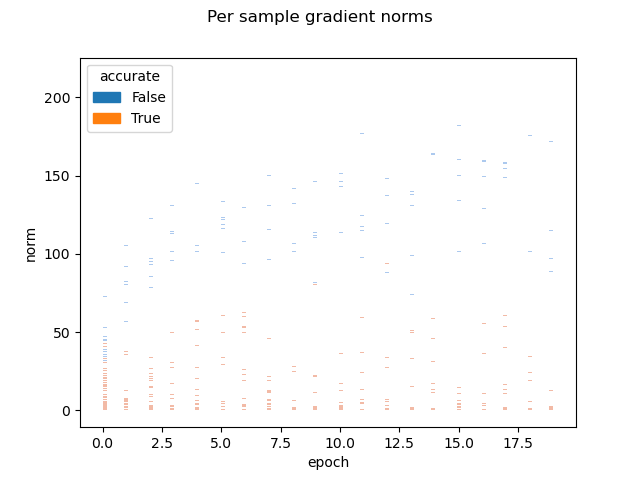 Per sample gradient norms
accurate
False
True
200
150
100
50
0
norm
0.0 2.5 5.0 7.5 10.0 12.5 15.0 17.5
epoch